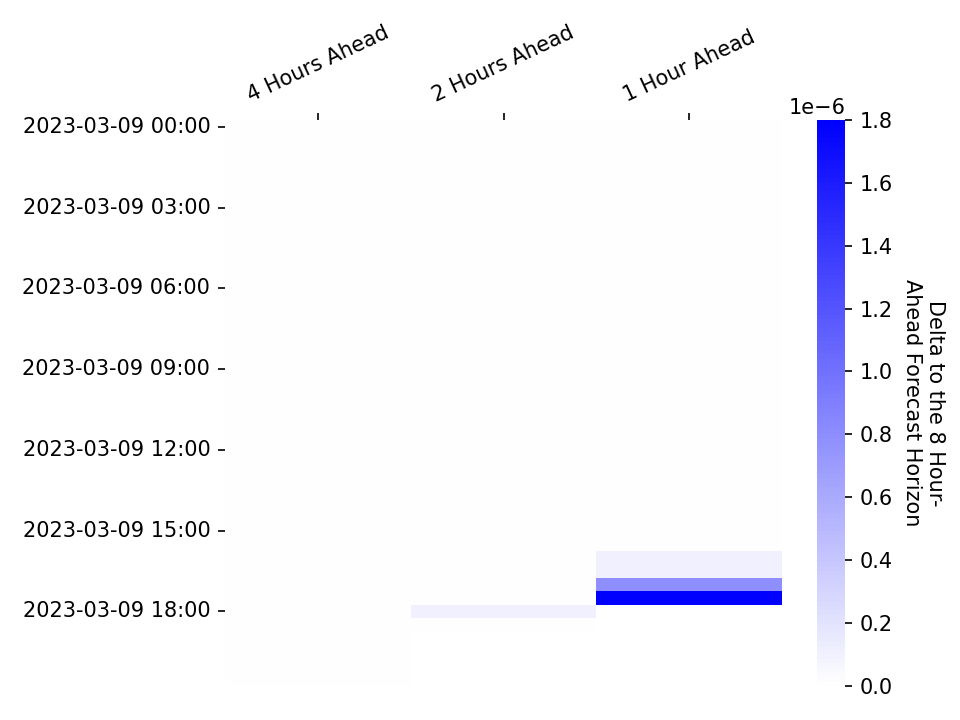 4 Hours Ahead
2 Hours Ahead
1 Hour Ahead
1e−6
2023-03-09 00:00
2023-03-09 03:00
2023-03-09 06:00
2023-03-09 09:00
2023-03-09 12:00
2023-03-09 15:00
2023-03-09 18:00
1.8
1.6
1.4
1.2
1.0
0.8
0.6
0.4
0.2
0.0
Delta to the 8 Hour-
Ahead Forecast Horizon